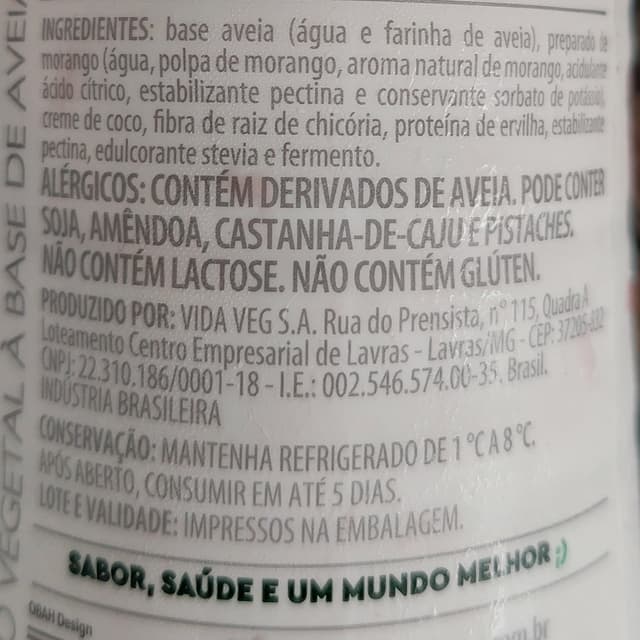 INGREDIENTES: base aveia (água e farinha de aveia), preparado de
morango (água, polpa de morango, aroma natural de morango, acidulante
ácido cítrico, estabilizante pectina e conservante sorbato de potássio),
creme de coco, fibra de raiz de chicória, proteína de ervilha, estabilizante
pectina, edulcorante stevia e fermento.
ALÉRGICOS: CONTÉM DERIVADOS DE AVEIA. PODE CONTER
SOJA, AMÊNDOA, CASTANHA-DE-CAJU E PISTACHES.
NÃO CONTÉM LACTOSE. NÃO CONTÉM GLÚTEN.
PRODUZIDO POR: VIDA VEG S.A. Rua do Prensista, nº 115, Quadra A
Loteamento Centro Empresarial de Lavras - Lavras/MG - CEP:
CNPJ: 22.310.186/0001-18 - I.E.: 002.546.574.00-35. Brasil.
INDÚSTRIA BRASILEIRA
CONSERVAÇÃO: MANTENHA REFRIGERADO DE 1 °C A 8 °C.
APÓS ABERTO, CONSUMIR EM ATÉ 5 DIAS.
LOTE E VALIDADE: IMPRESSOS NA EMBALAGEM.
SABOR, SAÚDE E UM MUNDO MELHOR ;)
OBAH Design
VEGETAL À BASE DE AVEIA